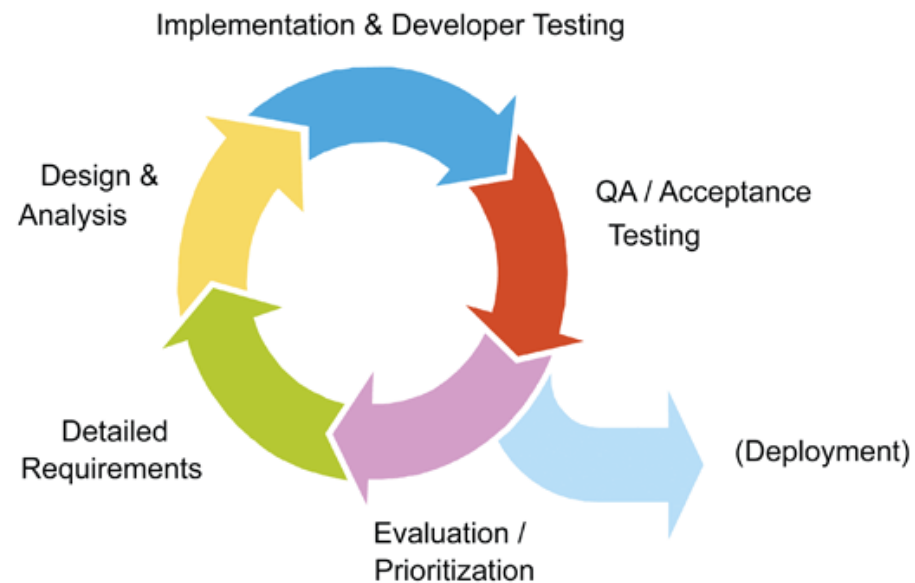 Implementation & Developer Testing
Design &
Analysis
QA / Acceptance
Testing
Detailed
Requirements
(Deployment)
Evaluation /
Prioritization